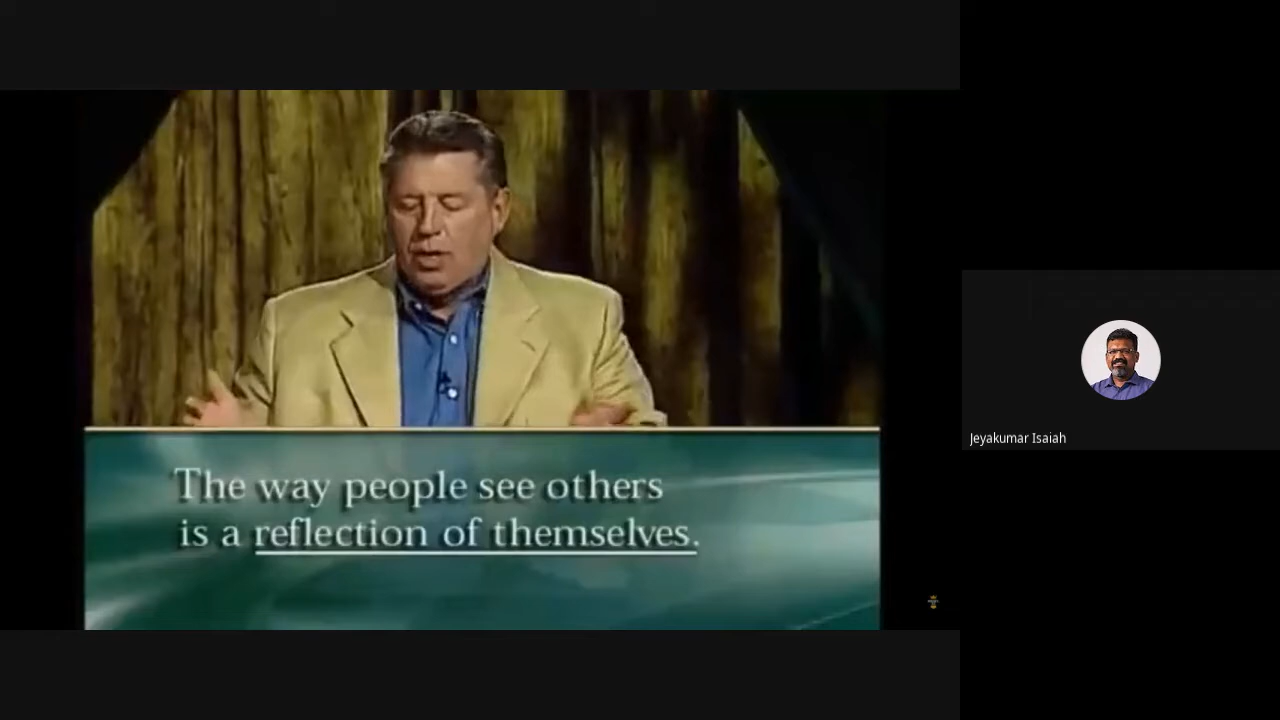 The way people see others
is a reflection of themselves.
Jeyakumar Isaiah